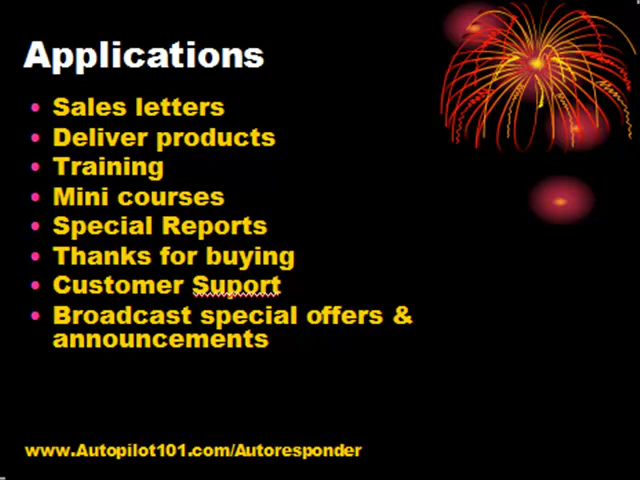 Applications
• Sales letters
• Deliver products
• Training
• Mini courses
• Special Reports
• Thanks for buying
• Customer Suport
• Broadcast special offers &
announcements
www.Autopilot101.com/Autoresponder